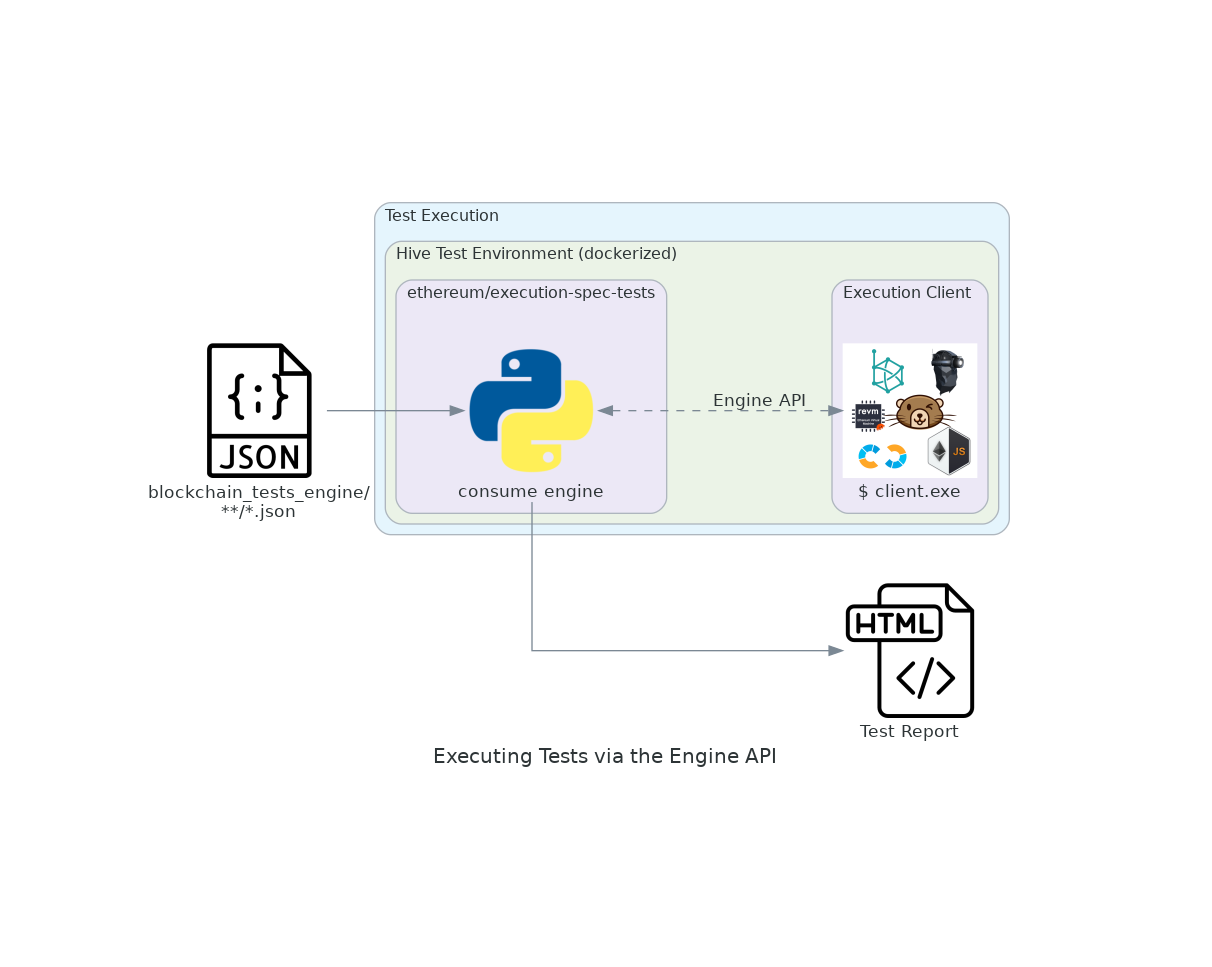 Test Execution
Hive Test Environment (dockerized)
ethereum/execution-spec-tests
Execution Client
{;}
JSON
blockchain_tests_engine/
**/*.json
consume engine
Engine API
revm
JS
$ client.exe
HTML
</>
Test Report
Executing Tests via the Engine API